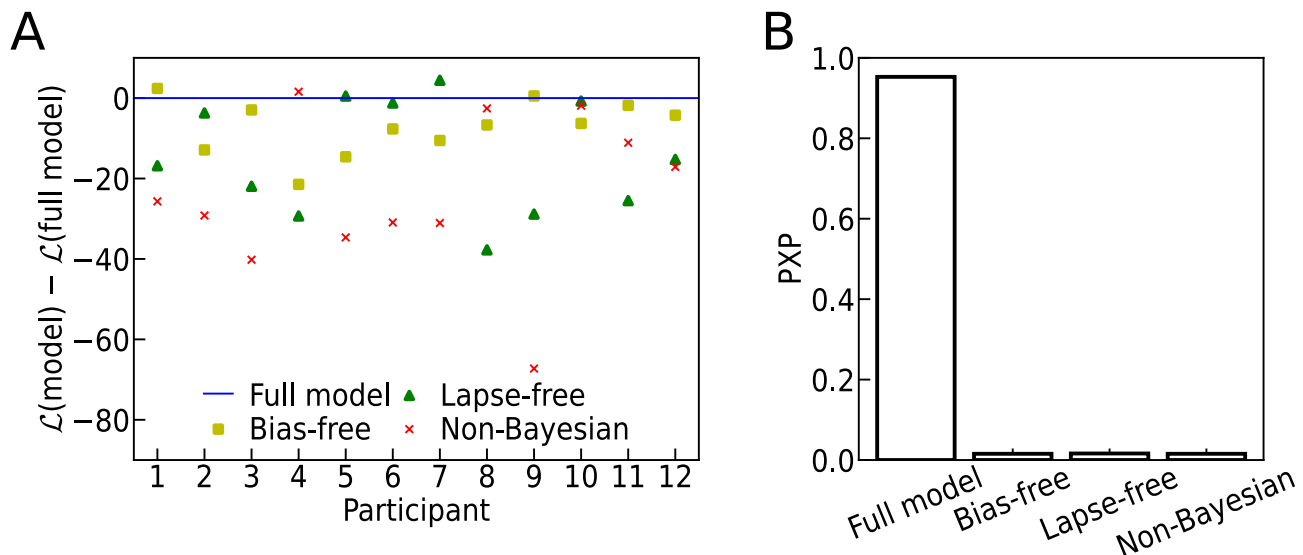 A
B
ℒ(model) − ℒ(full model)
0
−20
−40
−60
−80
Full model
Lapse-free
Bias-free
Non-Bayesian
1 2 3 4 5 6 7 8 9 10 11 12
Participant
PXP
1.0
0.8
0.6
0.4
0.2
0.0
Full model
Bias-free
Lapse-free
Non-Bayesian